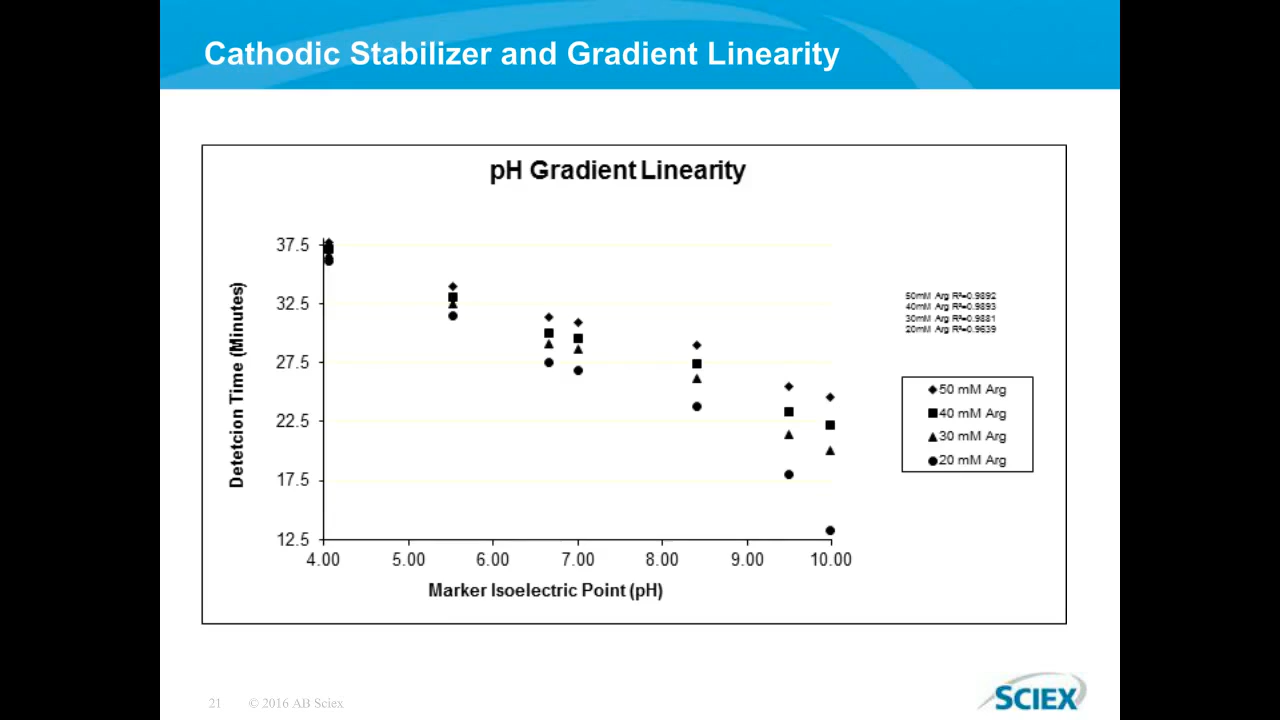 Cathodic Stabilizer and Gradient Linearity
pH Gradient Linearity
37.5
32.5
27.5
22.5
17.5
12.5
Detetcion Time (Minutes)
4.00 5.00 6.00 7.00 8.00 9.00 10.00
Marker Isoelectric Point (pH)
50mM Arg R²=0.9892
40mM Arg R²=0.9893
30mM Arg R²=0.9881
20mM Arg R²=0.9639
50 mM Arg
40 mM Arg
30 mM Arg
20 mM Arg
21 © 2016 AB Sciex
SCIEX